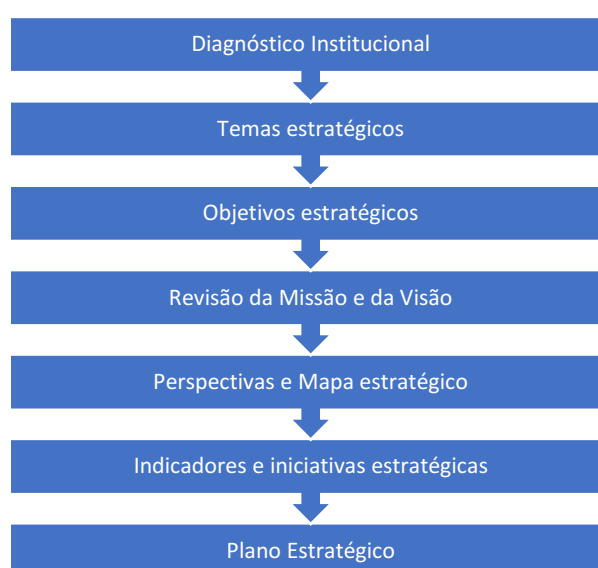 Diagnóstico Institucional
Temas estratégicos
Objetivos estratégicos
Revisão da Missão e da Visão
Perspectivas e Mapa estratégico
Indicadores e iniciativas estratégicas
Plano Estratégico